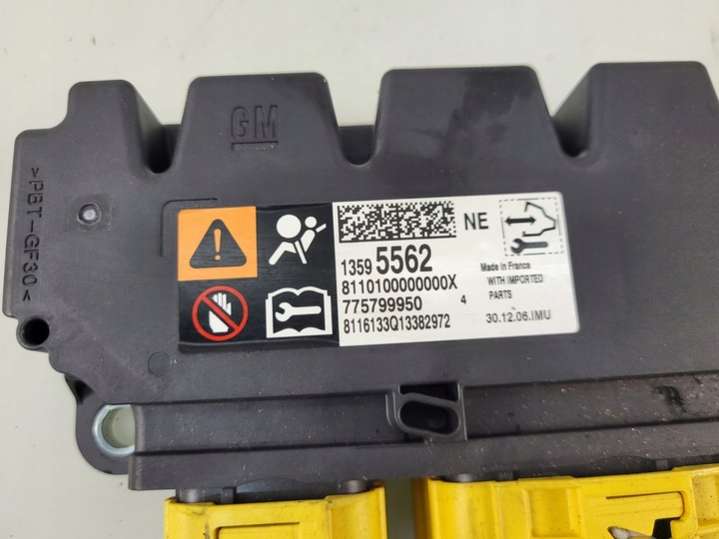 GM
>PBT-GF30<
1359 5562
NE
8110100000000X
775799950 4
8116133Q13382972
Made in France
WITH IMPORTED
PARTS
30.12.06.IMU